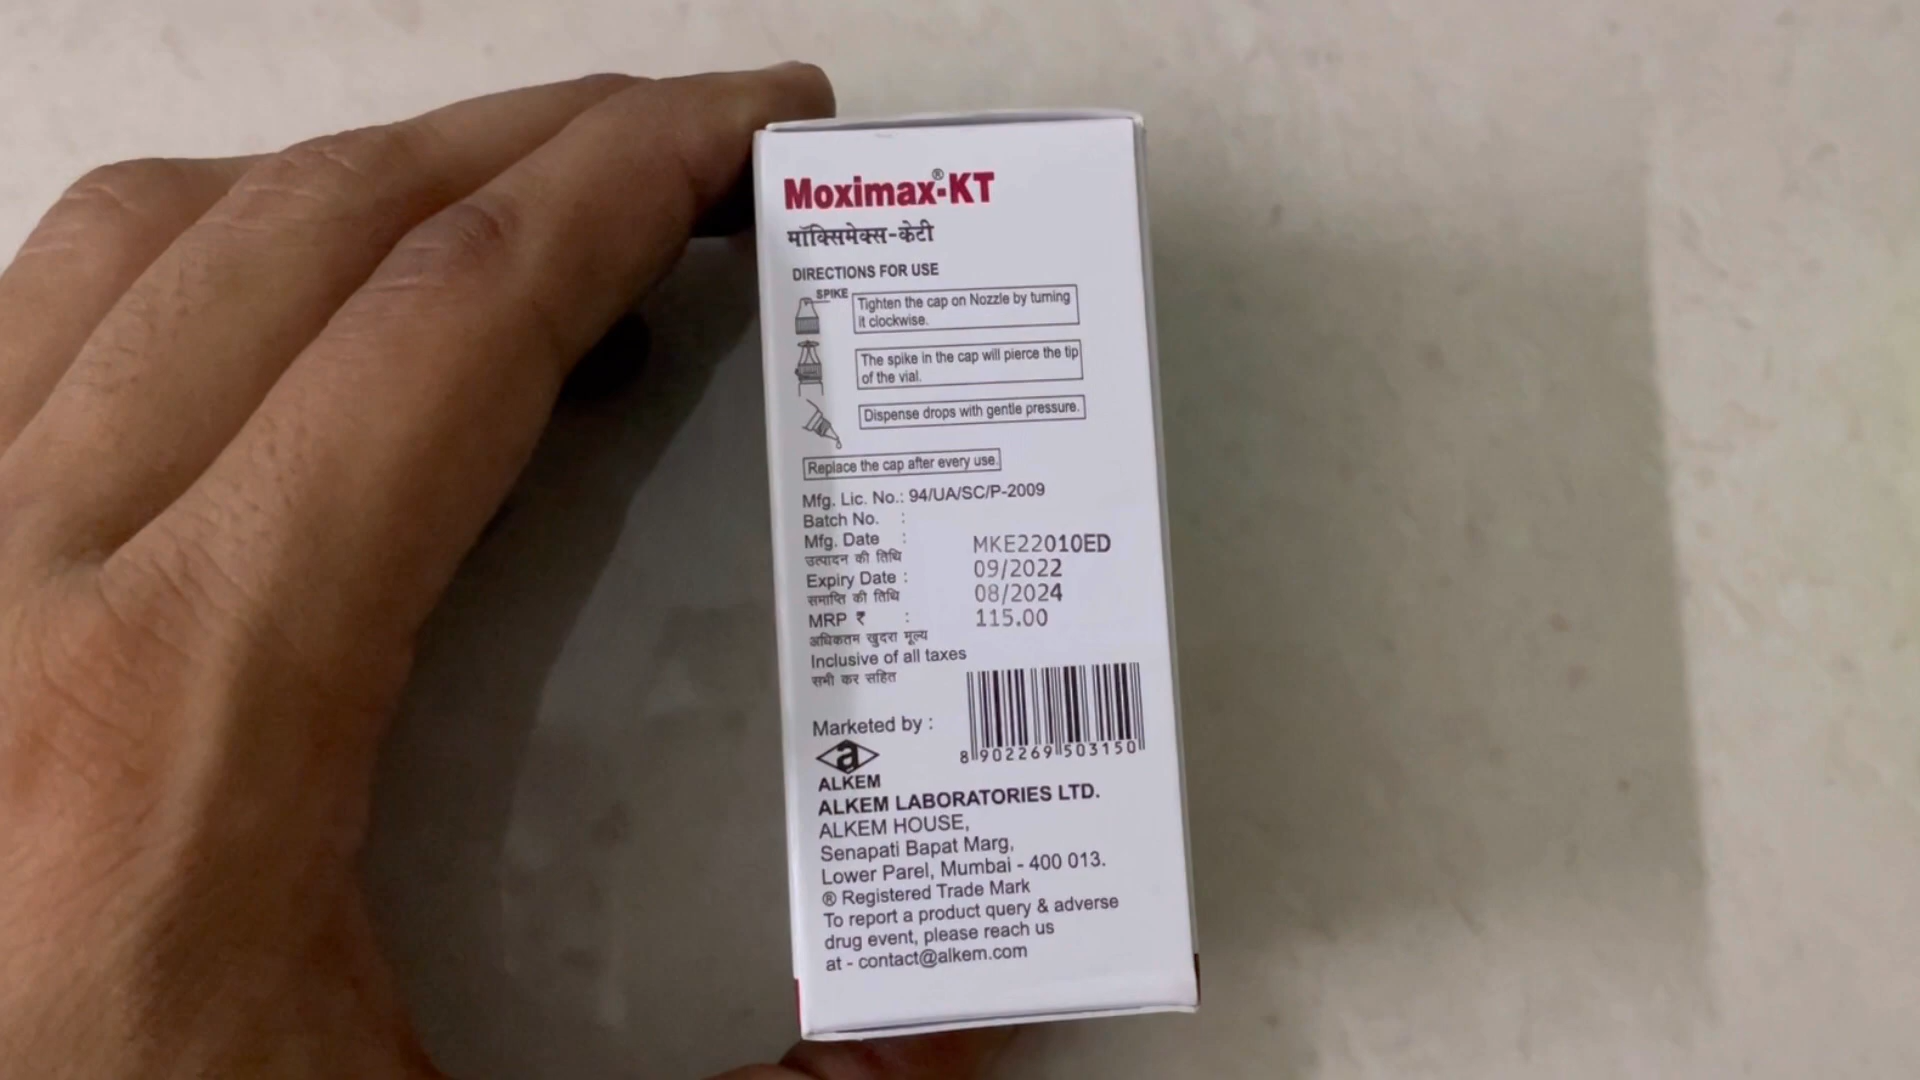 Moximax®-KT
मॉक्सिमेक्स-केटी
DIRECTIONS FOR USE
SPIKE
Tighten the cap on Nozzle by turning
it clockwise.
The spike in the cap will pierce the tip
of the vial.
Dispense drops with gentle pressure.
Replace the cap after every use.
Mfg. Lic. No.: 94/UA/SC/P-2009
Batch No. :
Mfg. Date : MKE22010ED
उत्पादन की तिथि 09/2022
Expiry Date :
समाप्ति की तिथि 08/2024
MRP ₹ : 115.00
अधिकतम खुदरा मूल्य
Inclusive of all taxes
सभी कर सहित
Marketed by :
8 902269 503150
a
ALKEM
ALKEM LABORATORIES LTD.
ALKEM HOUSE,
Senapati Bapat Marg,
Lower Parel, Mumbai - 400 013.
® Registered Trade Mark
To report a product query & adverse
drug event, please reach us
at - contact@alkem.com